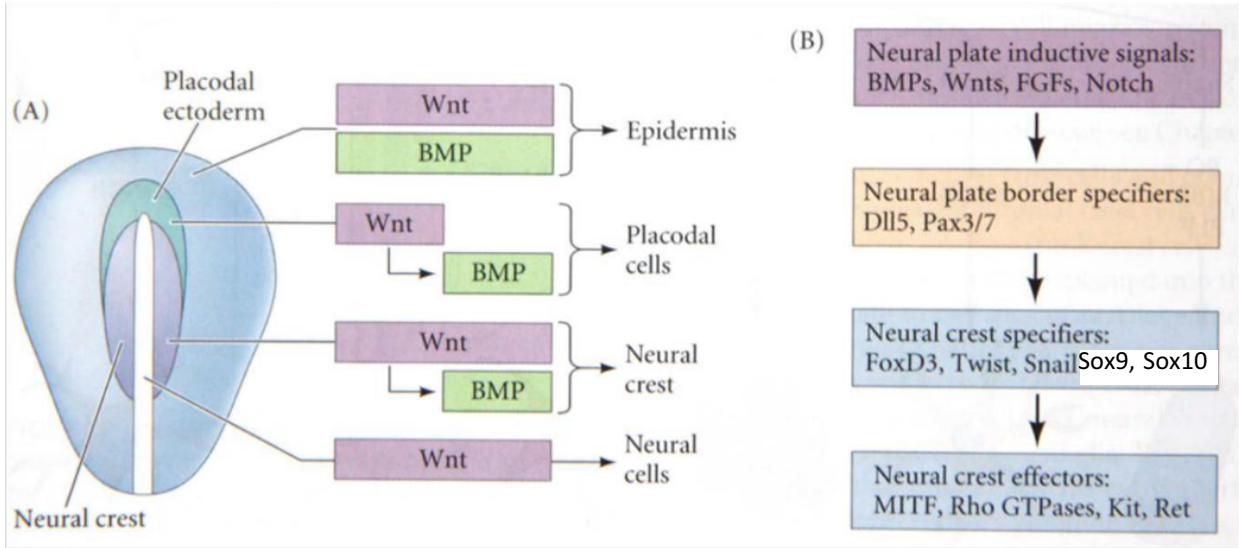 (A)
Placodal
ectoderm
Neural crest
Wnt
BMP
Epidermis
Wnt
BMP
Placodal
cells
Wnt
BMP
Neural
crest
Wnt
Neural
cells
(B)
Neural plate inductive signals:
BMPs, Wnts, FGFs, Notch
Neural plate border specifiers:
Dll5, Pax3/7
Neural crest specifiers:
FoxD3, Twist, Snail Sox9, Sox10
Neural crest effectors:
MITF, Rho GTPases, Kit, Ret